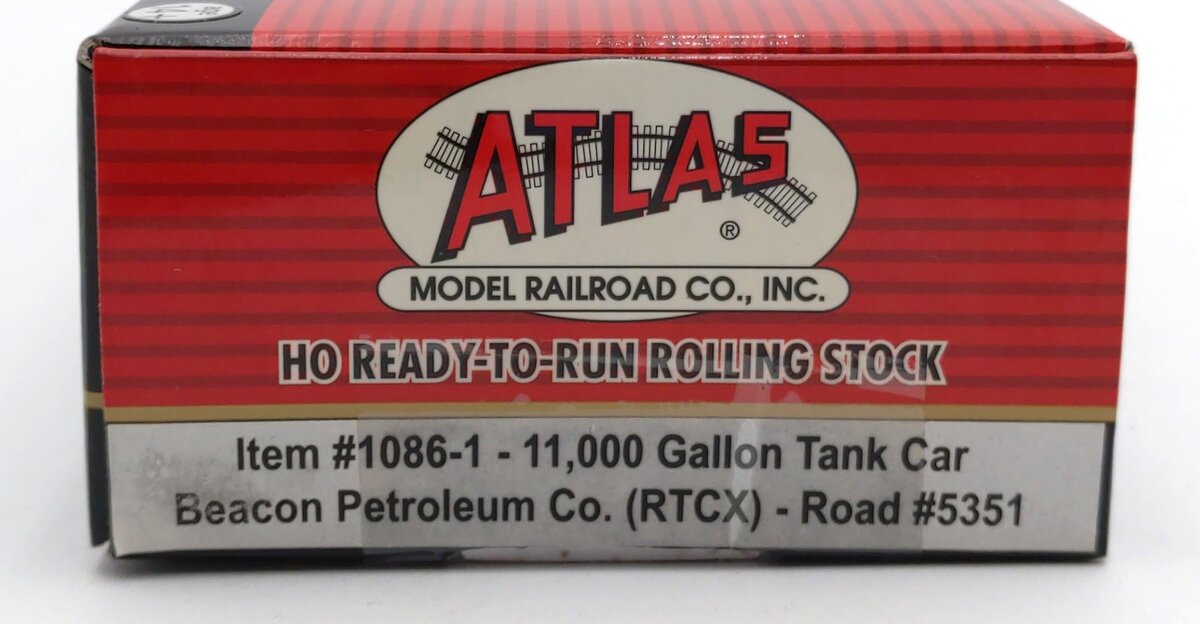 ATLAS
®
MODEL RAILROAD CO., INC.
HO READY-TO-RUN ROLLING STOCK
Item #1086-1 - 11,000 Gallon Tank Car
Beacon Petroleum Co. (RTCX) - Road #5351